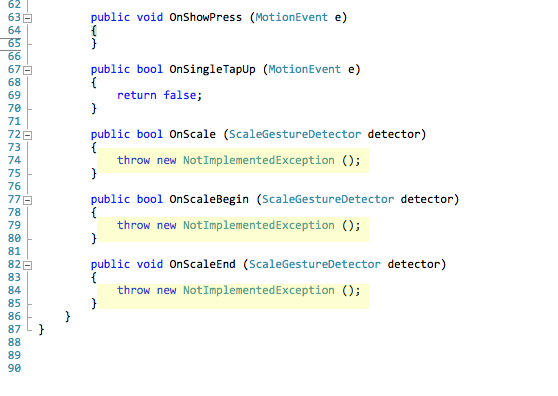 62
63 public void OnShowPress (MotionEvent e)
64 {
65 }
66
67 public bool OnSingleTapUp (MotionEvent e)
68 {
69 return false;
70 }
71
72 public bool OnScale (ScaleGestureDetector detector)
73 {
74 throw new NotImplementedException ();
75 }
76
77 public bool OnScaleBegin (ScaleGestureDetector detector)
78 {
79 throw new NotImplementedException ();
80 }
81
82 public void OnScaleEnd (ScaleGestureDetector detector)
83 {
84 throw new NotImplementedException ();
85 }
86 }
87 }
88
89
90